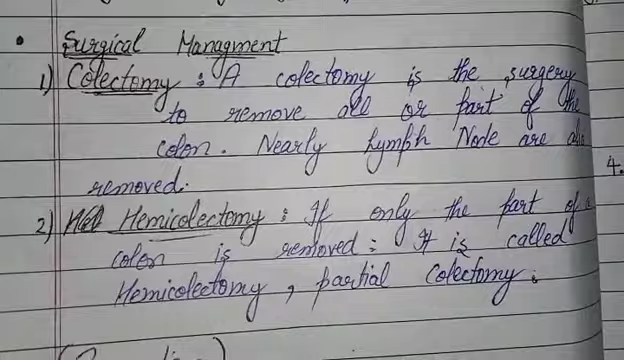 • Surgical Managment
1) Colectomy : A colectomy is the surgery
to remove all or part of the
colon. Nearly Lymph Node are also
removed.
4.
2) Hemicolectomy : If only the part of a
colon is removed : It is called
Hemicolectomy, partial Colectomy.